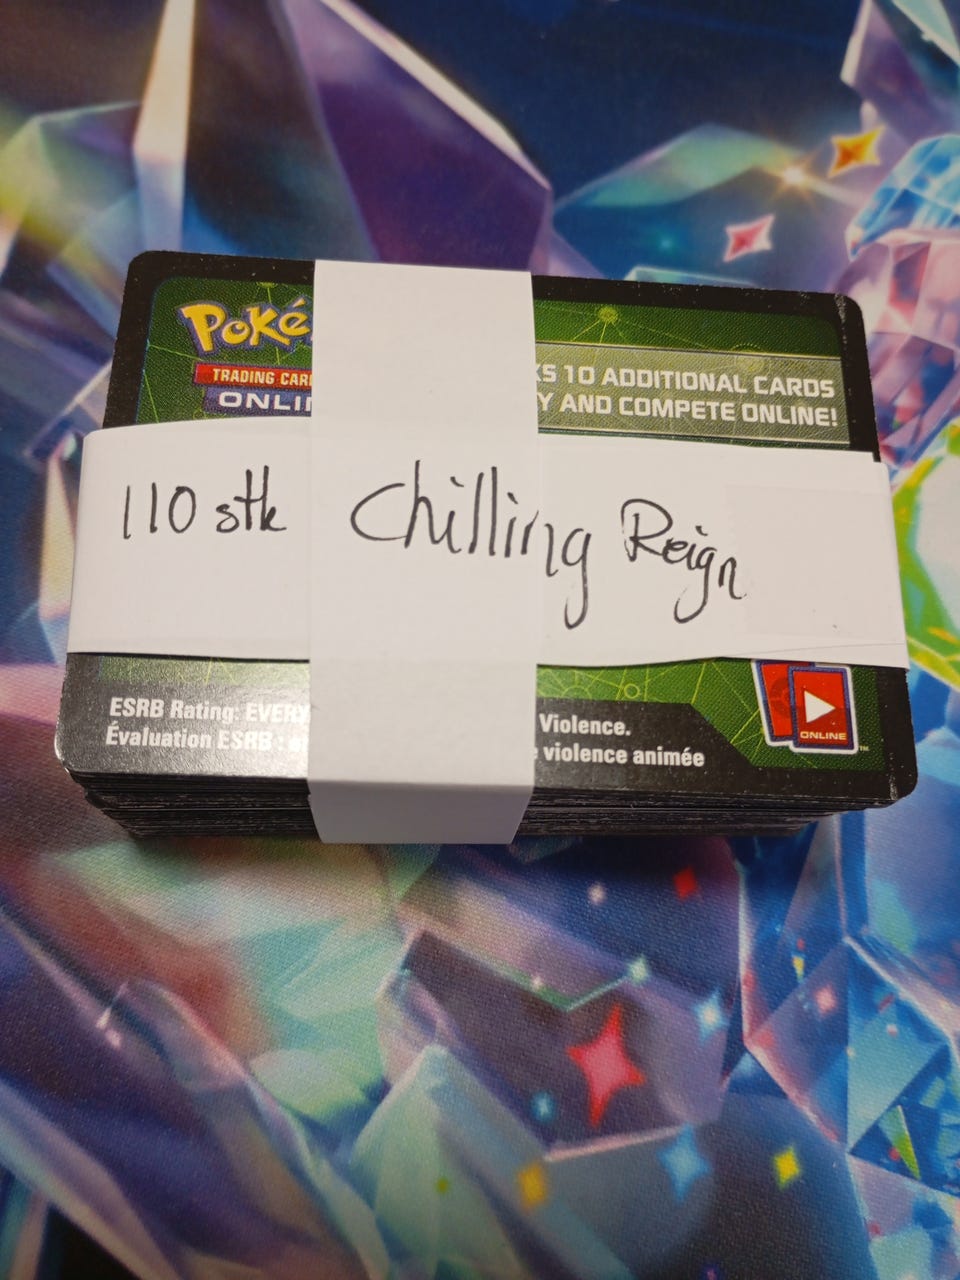 Poké
TRADING CAR
ONLI
KS 10 ADDITIONAL CARDS
Y AND COMPETE ONLINE!
110 stk Chilling Reign
ESRB Rating: EVERY Violence.
Évaluation ESRB : e violence animée
ONLINE